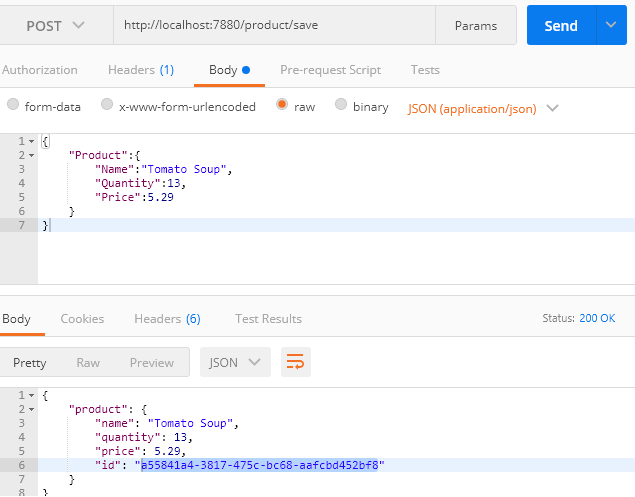 POST http://localhost:7880/product/save Params Send
Authorization Headers (1) Body Pre-request Script Tests
form-data x-www-form-urlencoded raw binary JSON (application/json)
1 {
2 "Product":{
3 "Name":"Tomato Soup",
4 "Quantity":13,
5 "Price":5.29
6 }
7 }
Body Cookies Headers (6) Test Results Status: 200 OK
Pretty Raw Preview JSON
1 {
2 "product": {
3 "name": "Tomato Soup",
4 "quantity": 13,
5 "price": 5.29,
6 "id": "a55841a4-3817-475c-bc68-aafcbd452bf8"
7 }
8 }